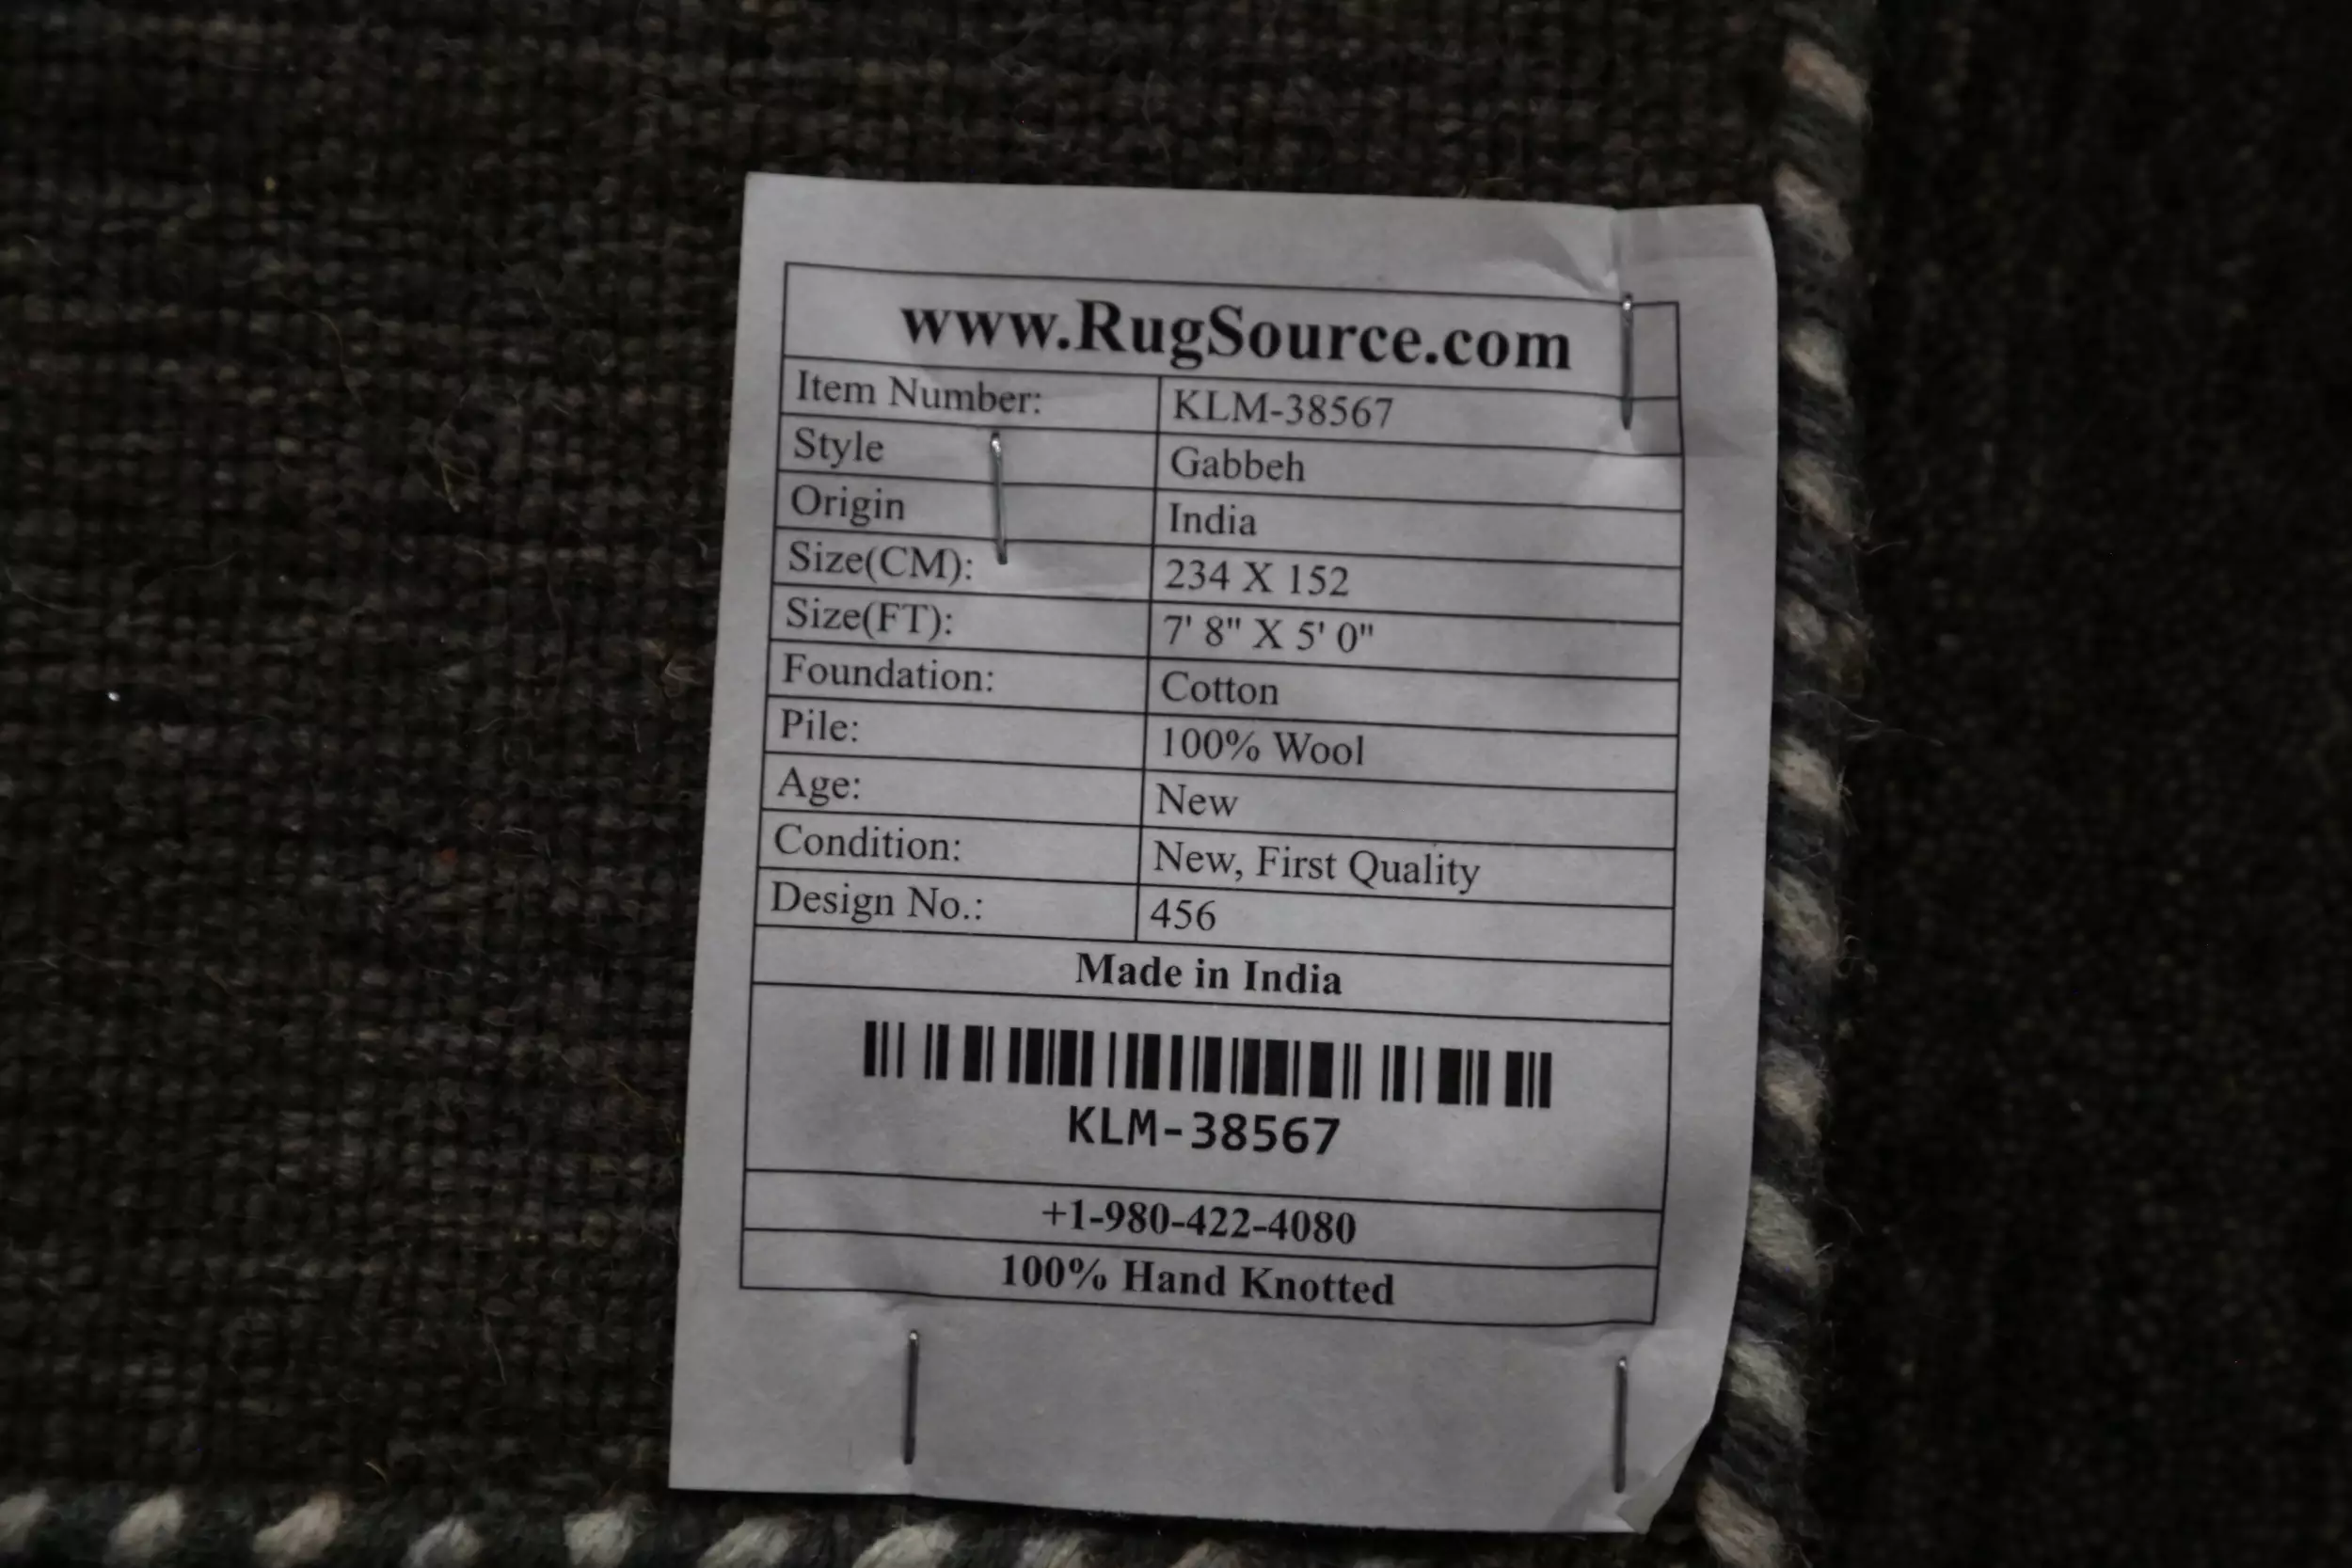 www.RugSource.com
Item Number: KLM-38567
Style Gabbeh
Origin India
Size(CM): 234 X 152
Size(FT): 7' 8" X 5' 0"
Foundation: Cotton
Pile: 100% Wool
Age: New
Condition: New, First Quality
Design No.: 456
Made in India
KLM-38567
+1-980-422-4080
100% Hand Knotted